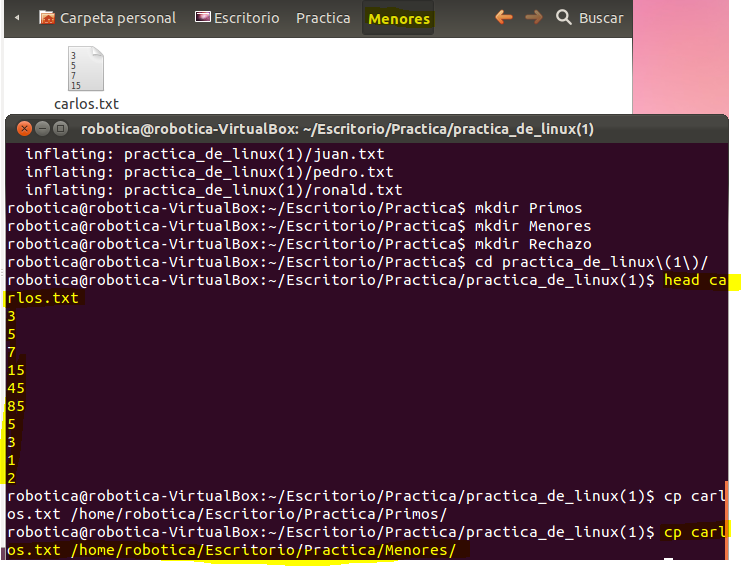 Carpeta personal Escritorio Practica Menores Buscar
3
5
7
15
carlos.txt
robotica@robotica-VirtualBox: ~/Escritorio/Practica/practica_de_linux(1)
inflating: practica_de_linux(1)/juan.txt
inflating: practica_de_linux(1)/pedro.txt
inflating: practica_de_linux(1)/ronald.txt
robotica@robotica-VirtualBox:~/Escritorio/Practica$ mkdir Primos
robotica@robotica-VirtualBox:~/Escritorio/Practica$ mkdir Menores
robotica@robotica-VirtualBox:~/Escritorio/Practica$ mkdir Rechazo
robotica@robotica-VirtualBox:~/Escritorio/Practica$ cd practica_de_linux\(1\)/
robotica@robotica-VirtualBox:~/Escritorio/Practica/practica_de_linux(1)$ head ca
rlos.txt
3
5
7
15
45
85
5
3
1
2
robotica@robotica-VirtualBox:~/Escritorio/Practica/practica_de_linux(1)$ cp carl
os.txt /home/robotica/Escritorio/Practica/Primos/
robotica@robotica-VirtualBox:~/Escritorio/Practica/practica_de_linux(1)$ cp carl
os.txt /home/robotica/Escritorio/Practica/Menores/